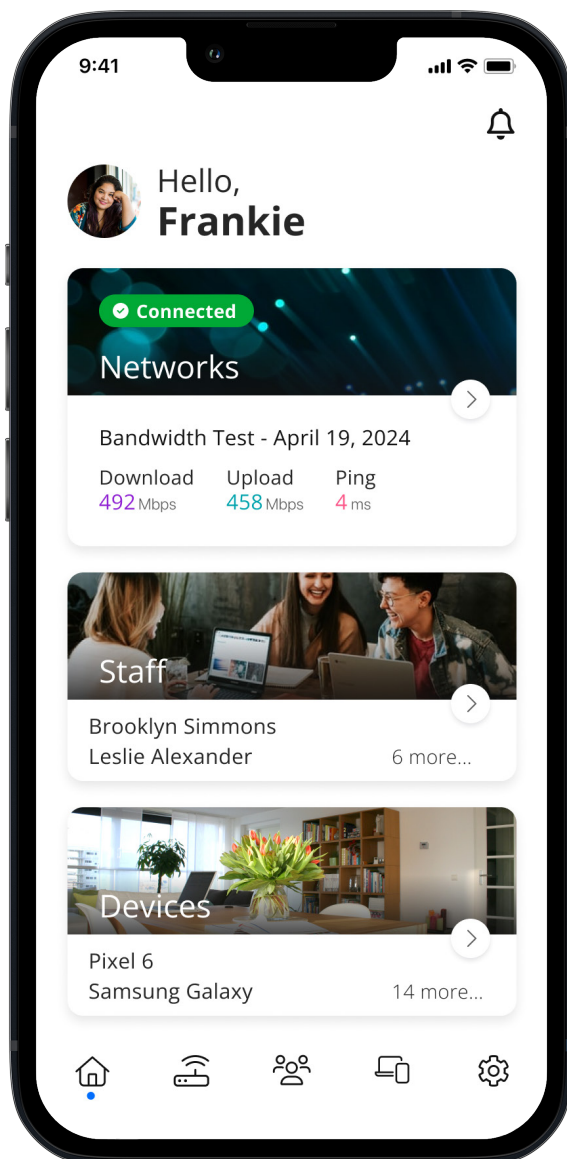 9:41
Hello,
Frankie
Connected
Networks
Bandwidth Test - April 19, 2024
Download Upload Ping
492 Mbps 458 Mbps 4 ms
Staff
Brooklyn Simmons
Leslie Alexander 6 more...
Devices
Pixel 6
Samsung Galaxy 14 more...